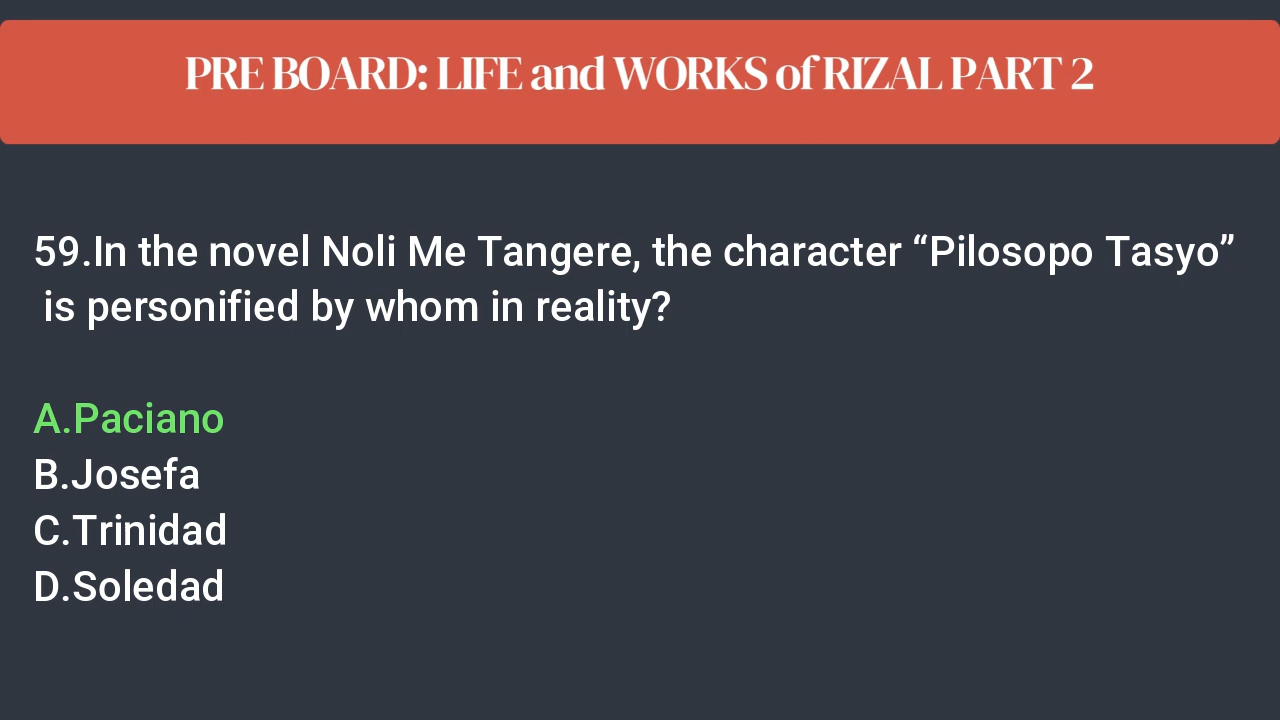 PRE BOARD: LIFE and WORKS of RIZAL PART 2
59.In the novel Noli Me Tangere, the character “Pilosopo Tasyo”
is personified by whom in reality?
A.Paciano
B.Josefa
C.Trinidad
D.Soledad